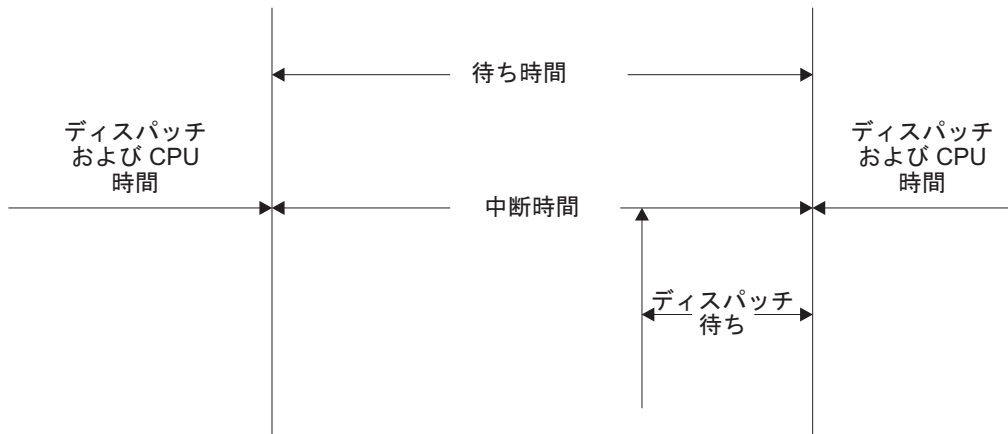 待ち時間
ディスパッチ
および CPU
時間
ディスパッチ
および CPU
時間
中断時間
ディスパッチ
待ち